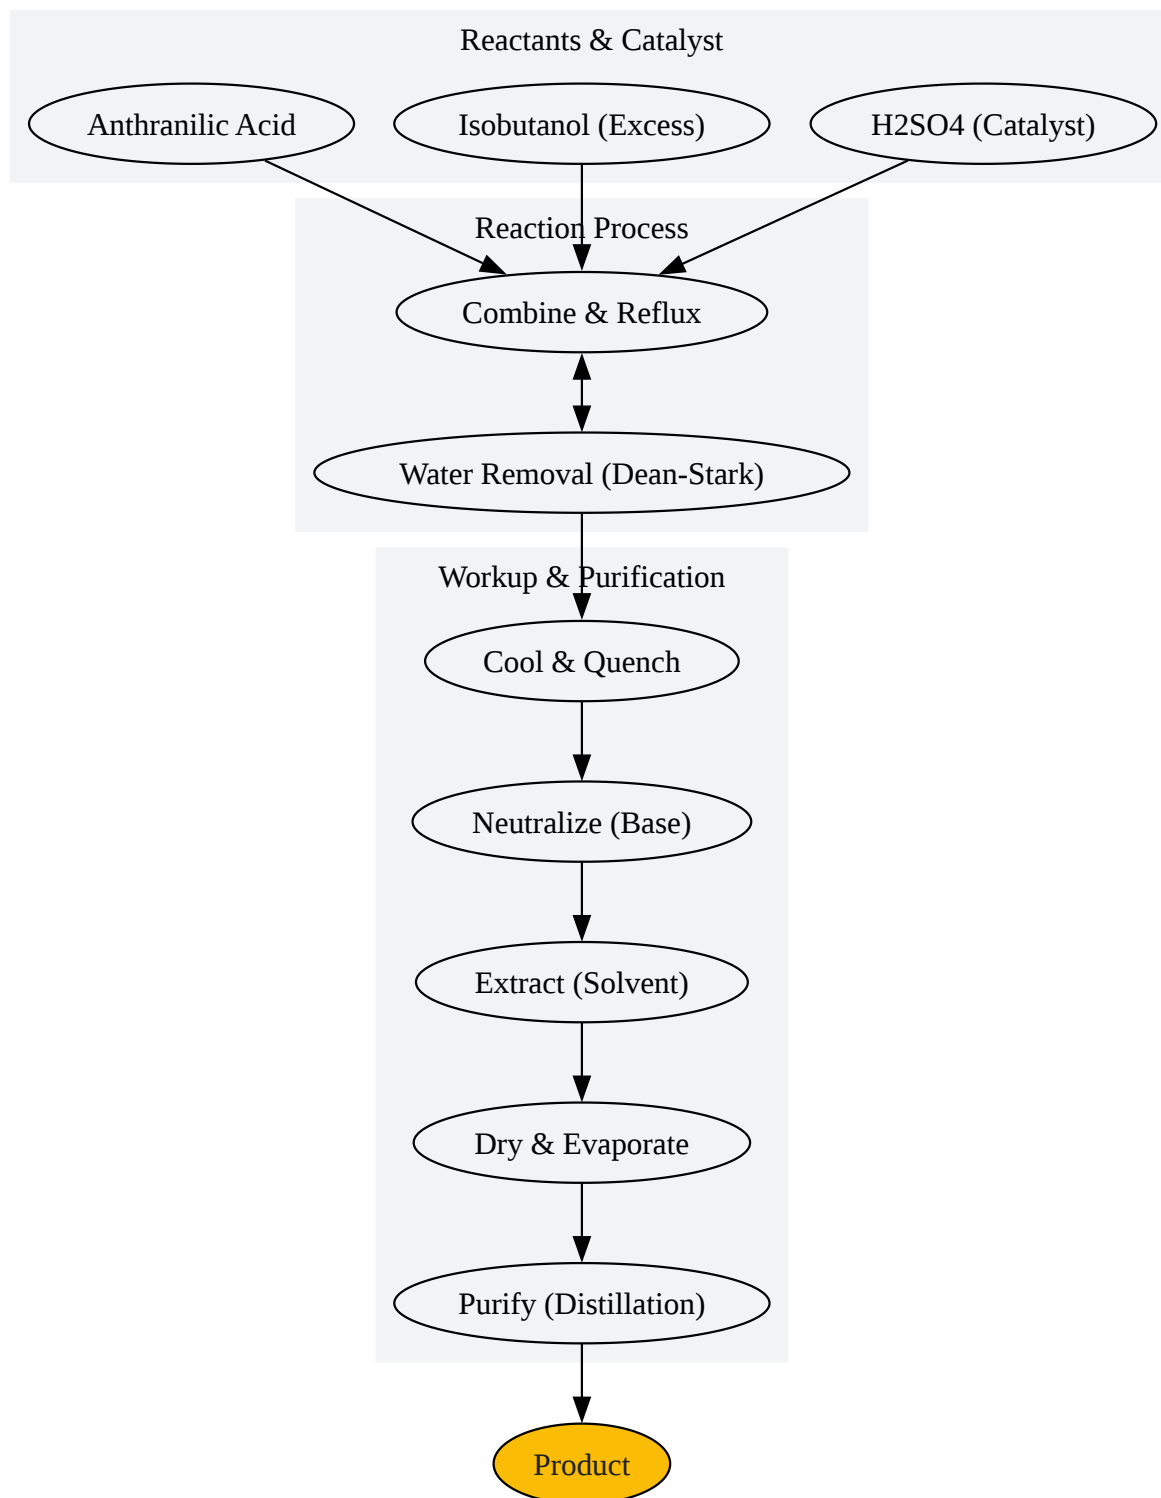 Reactants & Catalyst
Anthranilic Acid
Isobutanol (Excess)
H2SO4 (Catalyst)
Reaction Process
Combine & Reflux
Water Removal (Dean-Stark)
Workup & Purification
Cool & Quench
Neutralize (Base)
Extract (Solvent)
Dry & Evaporate
Purify (Distillation)
Product